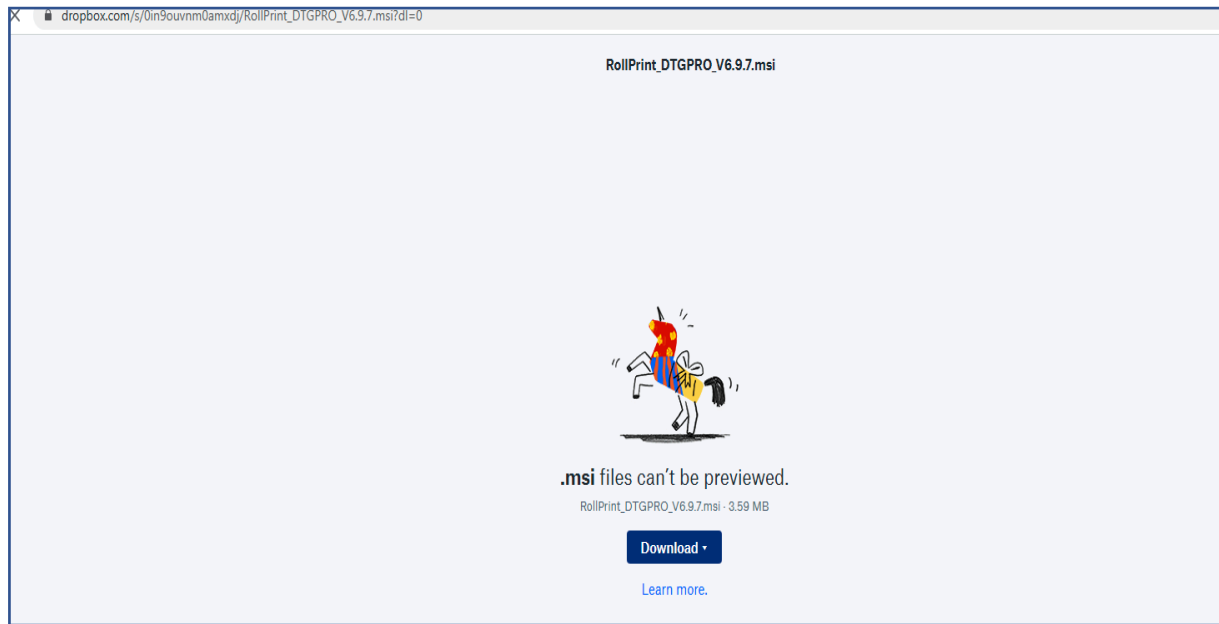 dropbox.com/s/0in9ouvnm0amxdj/RollPrint_DTGPRO_V6.9.7.msi?dl=0
RollPrint_DTGPRO_V6.9.7.msi
.msi files can't be previewed.
RollPrint_DTGPRO_V6.9.7.msi · 3.59 MB
Download
Learn more.